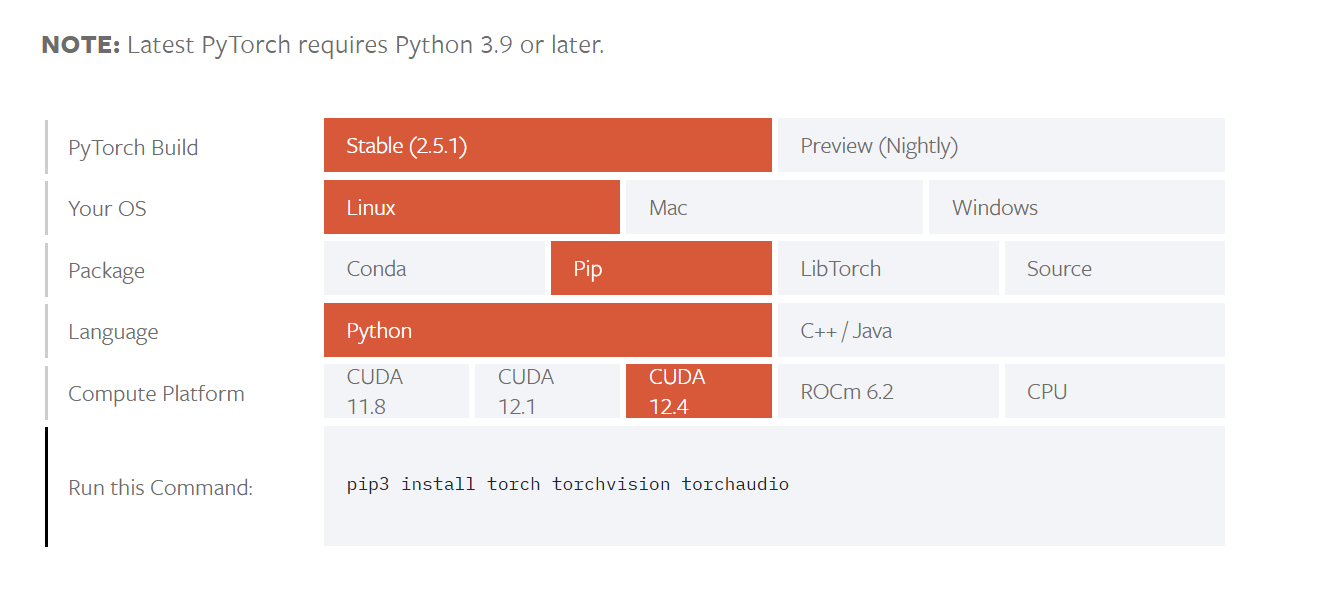 NOTE: Latest PyTorch requires Python 3.9 or later.
PyTorch Build
Stable (2.5.1)
Preview (Nightly)
Your OS
Linux
Mac
Windows
Package
Conda
Pip
LibTorch
Source
Language
Python
C++ / Java
Compute Platform
CUDA
11.8
CUDA
12.1
CUDA
12.4
ROCm 6.2
CPU
Run this Command:
pip3 install torch torchvision torchaudio